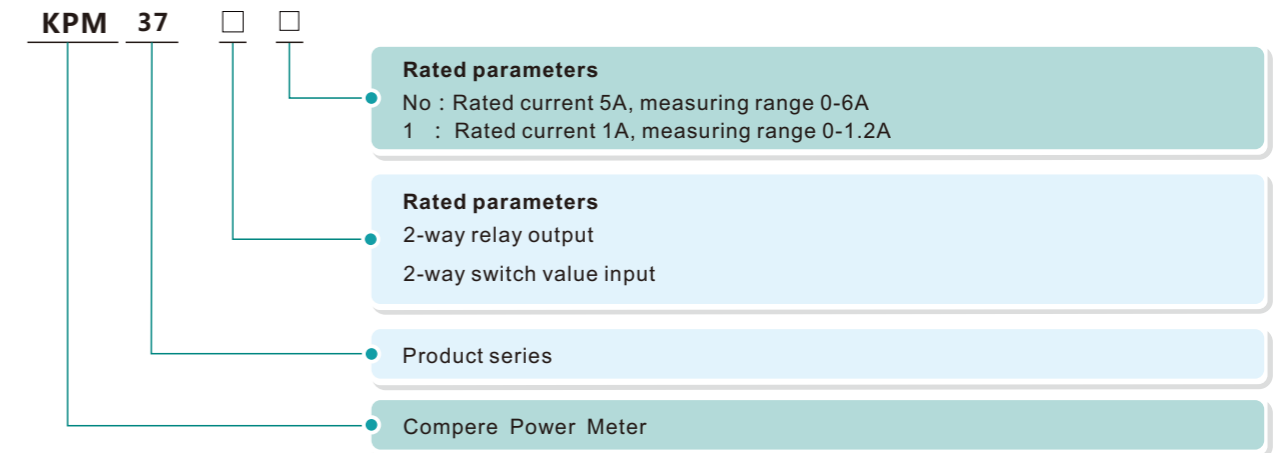 KPM 37 □ □
Rated parameters
No : Rated current 5A, measuring range 0-6A
1 : Rated current 1A, measuring range 0-1.2A
Rated parameters
2-way relay output
2-way switch value input
Product series
Compere Power Meter